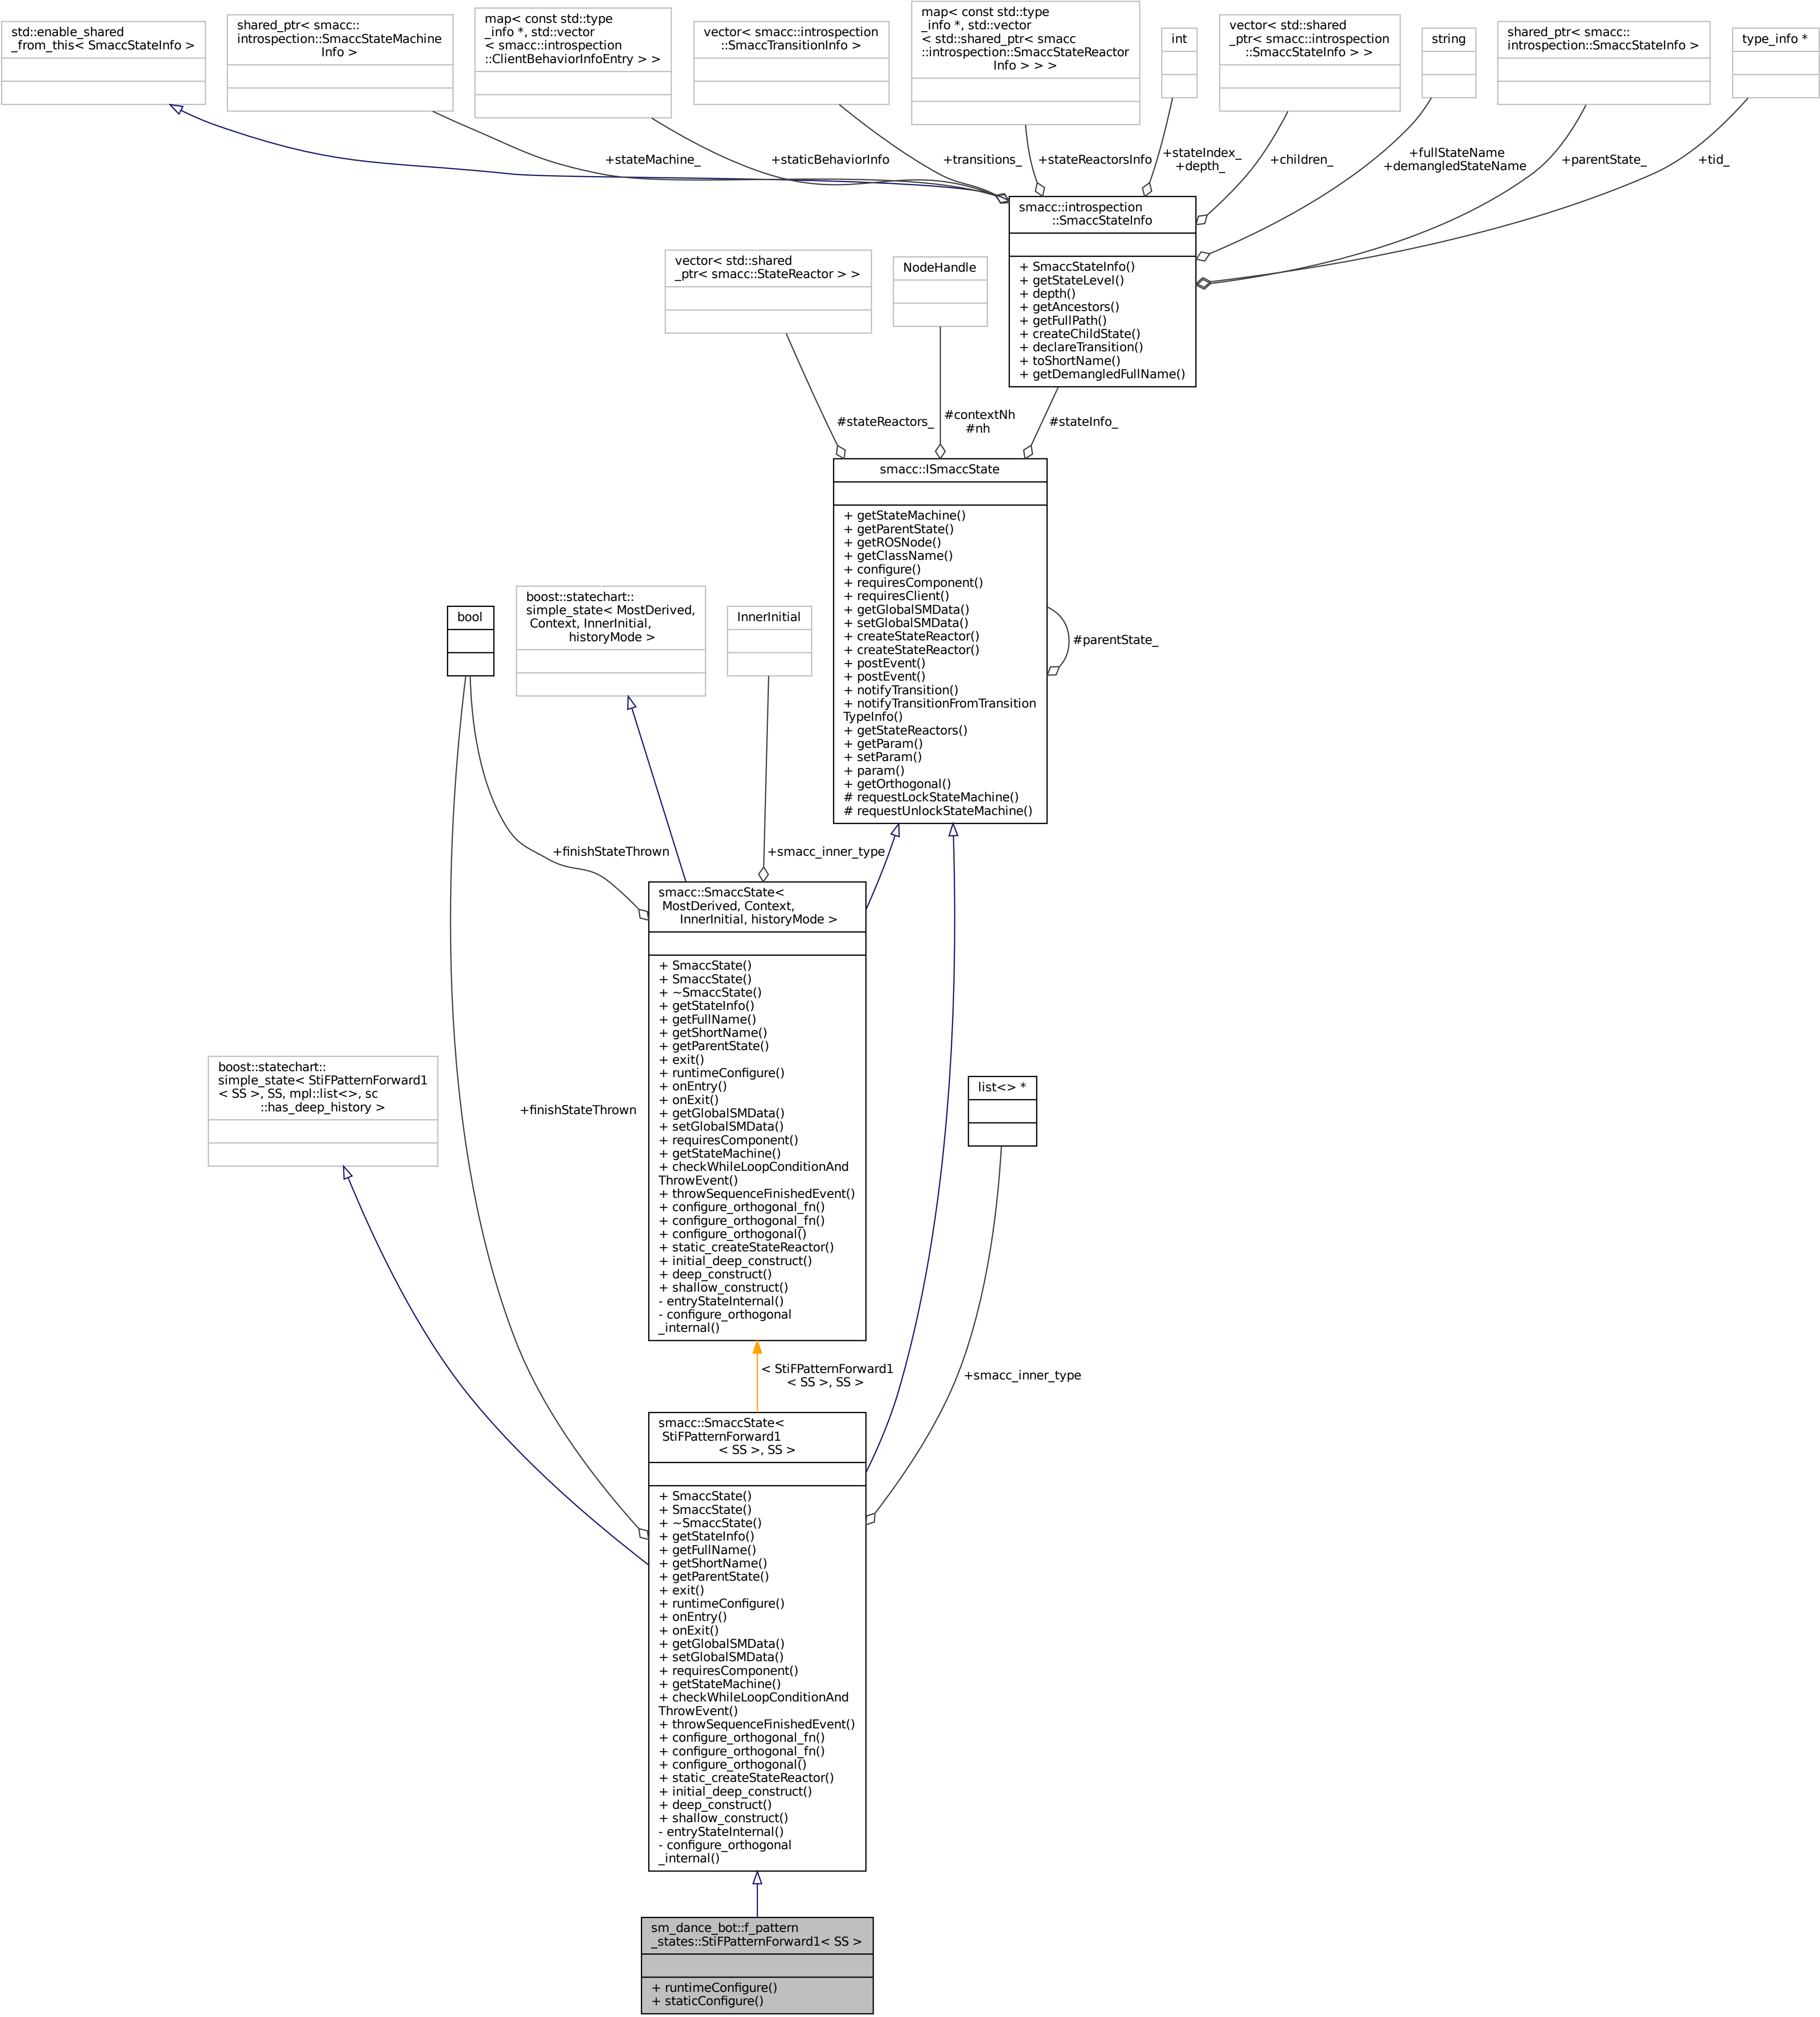 std::enable_shared
_from_this< SmaccStateInfo >
shared_ptr< smacc::
introspection::SmaccStateMachine
Info >
map< const std::type
_info *, std::vector
< smacc::introspection
::ClientBehaviorInfoEntry > >
vector< smacc::introspection
::SmaccTransitionInfo >
map< const std::type
_info *, std::vector
< std::shared_ptr< smacc
::introspection::SmaccStateReactor
Info > > >
int
vector< std::shared
_ptr< smacc::introspection
::SmaccStateInfo > >
string
shared_ptr< smacc::
introspection::SmaccStateInfo >
type_info *
+stateMachine_
+staticBehaviorInfo
+transitions_
+stateReactorsInfo
+stateIndex_
+depth_
+children_
+fullStateName
+demangledStateName
+parentState_
+tid_
smacc::introspection
::SmaccStateInfo
+ SmaccStateInfo()
+ getStateLevel()
+ depth()
+ getAncestors()
+ getFullPath()
+ createChildState()
+ declareTransition()
+ toShortName()
+ getDemangledFullName()
vector< std::shared
_ptr< smacc::StateReactor > >
NodeHandle
#stateReactors_
#contextNh
#nh
#stateInfo_
smacc::ISmaccState
+ getStateMachine()
+ getParentState()
+ getROSNode()
+ getClassName()
+ configure()
+ requiresComponent()
+ requiresClient()
+ getGlobalSMData()
+ setGlobalSMData()
+ createStateReactor()
+ createStateReactor()
+ postEvent()
+ postEvent()
+ notifyTransition()
+ notifyTransitionFromTransition
TypeInfo()
+ getStateReactors()
+ getParam()
+ setParam()
+ param()
+ getOrthogonal()
# requestLockStateMachine()
# requestUnlockStateMachine()
#parentState_
bool
boost::statechart::
simple_state< MostDerived,
Context, InnerInitial,
historyMode >
InnerInitial
+finishStateThrown
+smacc_inner_type
smacc::SmaccState<
MostDerived, Context,
InnerInitial, historyMode >
+ SmaccState()
+ SmaccState()
+ ~SmaccState()
+ getStateInfo()
+ getFullName()
+ getShortName()
+ getParentState()
+ exit()
+ runtimeConfigure()
+ onEntry()
+ onExit()
+ getGlobalSMData()
+ setGlobalSMData()
+ requiresComponent()
+ getStateMachine()
+ checkWhileLoopConditionAnd
ThrowEvent()
+ throwSequenceFinishedEvent()
+ configure_orthogonal_fn()
+ configure_orthogonal_fn()
+ configure_orthogonal()
+ static_createStateReactor()
+ initial_deep_construct()
+ deep_construct()
+ shallow_construct()
- entryStateInternal()
- configure_orthogonal
_internal()
boost::statechart::
simple_state< StiFPatternForward1
< SS >, SS, mpl::list<>, sc
::has_deep_history >
+finishStateThrown
list<> *
< StiFPatternForward1
< SS >, SS >
+smacc_inner_type
smacc::SmaccState<
StiFPatternForward1
< SS >, SS >
+ SmaccState()
+ SmaccState()
+ ~SmaccState()
+ getStateInfo()
+ getFullName()
+ getShortName()
+ getParentState()
+ exit()
+ runtimeConfigure()
+ onEntry()
+ onExit()
+ getGlobalSMData()
+ setGlobalSMData()
+ requiresComponent()
+ getStateMachine()
+ checkWhileLoopConditionAnd
ThrowEvent()
+ throwSequenceFinishedEvent()
+ configure_orthogonal_fn()
+ configure_orthogonal_fn()
+ configure_orthogonal()
+ static_createStateReactor()
+ initial_deep_construct()
+ deep_construct()
+ shallow_construct()
- entryStateInternal()
- configure_orthogonal
_internal()
sm_dance_bot::f_pattern
_states::StiFPatternForward1< SS >
+ runtimeConfigure()
+ staticConfigure()